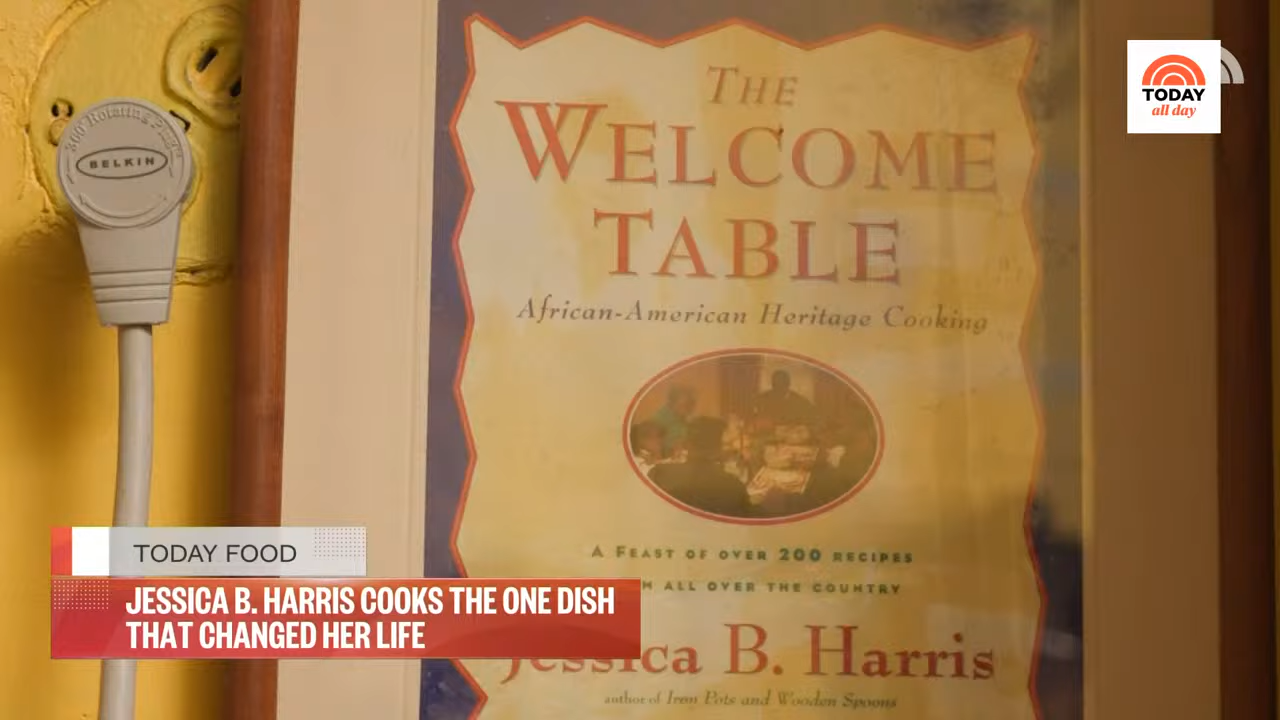 TODAY
all day
360° Rotating Plug
BELKIN
THE
WELCOME
TABLE
African-American Heritage Cooking
A FEAST OF OVER 200 RECIPES
ALL OVER THE COUNTRY
Jessica B. Harris
author of Iron Pots and Wooden Spoons
TODAY FOOD
JESSICA B. HARRIS COOKS THE ONE DISH
THAT CHANGED HER LIFE